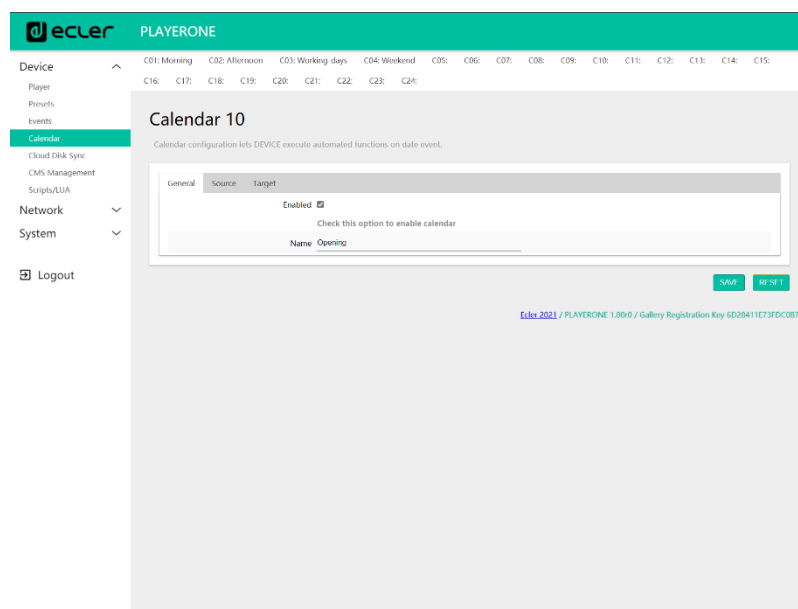 ecler PLAYERONE
Device
Player
Presets
Events
Calendar
Cloud Disk Sync
CMS Management
Scripts/LUA
Network
System
Logout
C01: Morning C02: Afternoon C03: Working-days C04: Weekend C05: C06: C07: C08: C09: C10: C11: C12: C13: C14: C15:
C16: C17: C18: C19: C20: C21: C22: C23: C24:
Calendar 10
Calendar configuration lets DEVICE execute automated functions on date event.
General Source Target
Enabled
Check this option to enable calendar
Name Opening
SAVE RESET
Ecler 2021 / PLAYERONE 1.00r0 / Gallery Registration Key 6D28411E73FDC0B7